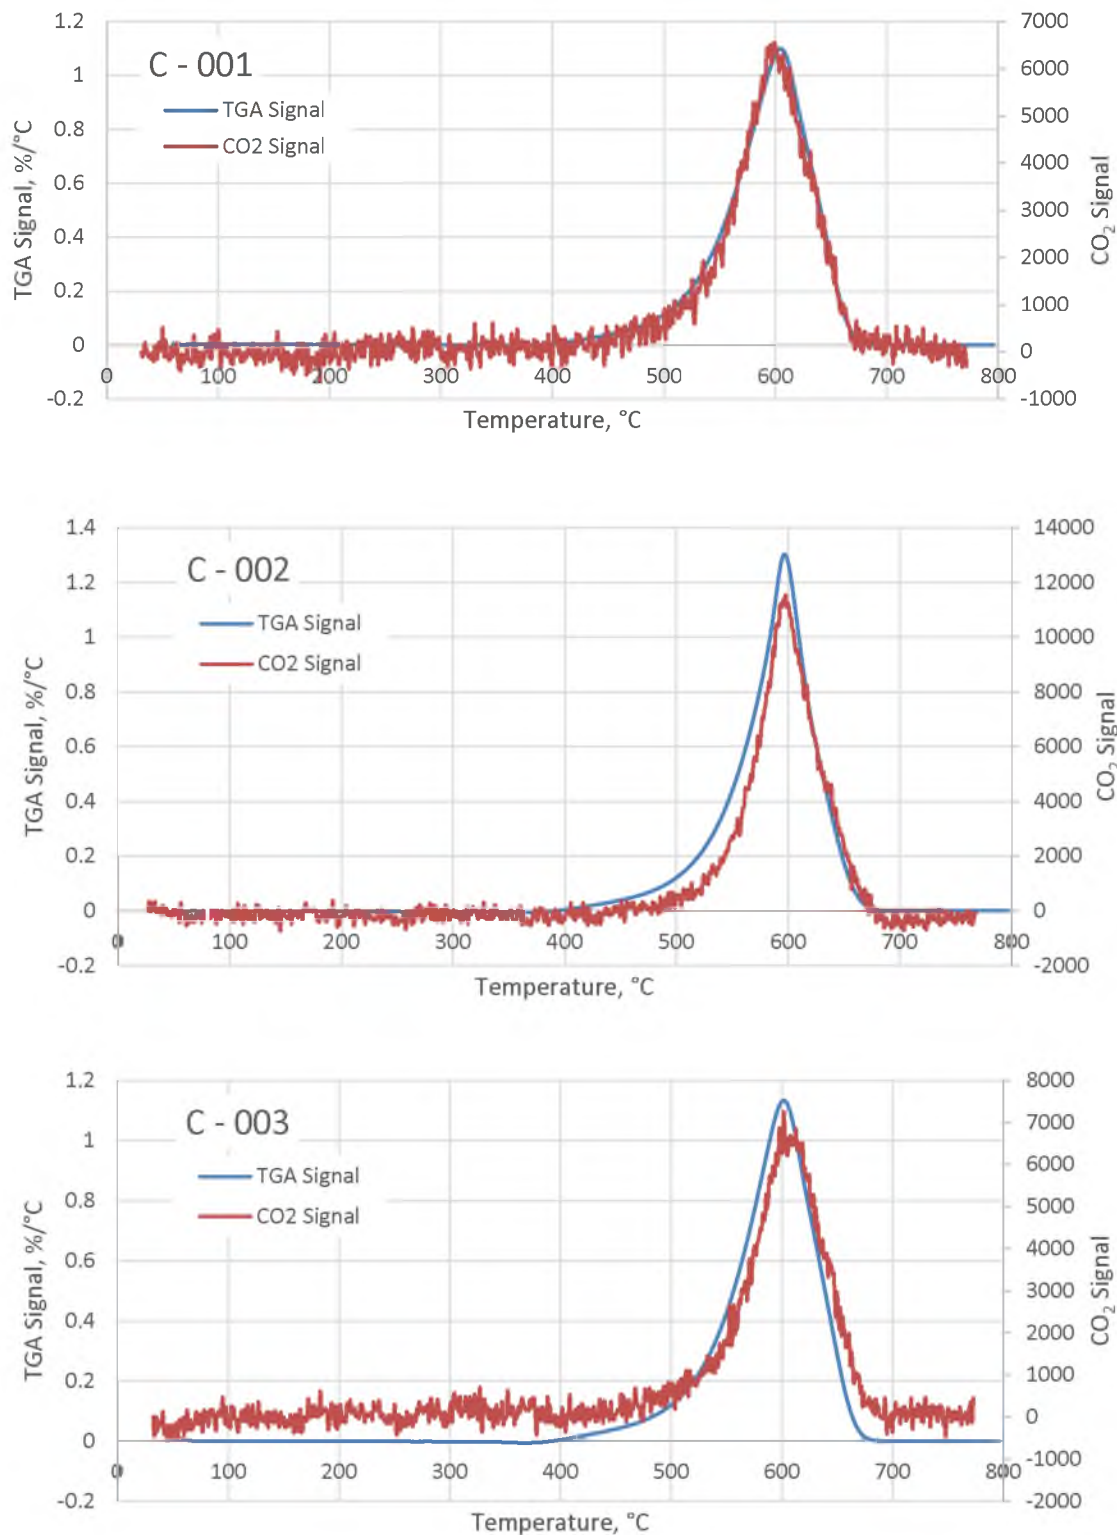 C - 001
TGA Signal
CO2 Signal
TGA Signal, %/°C
1.2
1
0.8
0.6
0.4
0.2
0
-0.2
7000
6000
5000
4000
3000
2000
1000
0
-1000
CO₂ Signal
0 100 200 300 400 500 600 700 800
Temperature, °C
C - 002
TGA Signal
CO2 Signal
TGA Signal, %/°C
1.4
1.2
1
0.8
0.6
0.4
0.2
0
-0.2
14000
12000
10000
8000
6000
4000
2000
0
-2000
CO₂ Signal
0 100 200 300 400 500 600 700 800
Temperature, °C
C - 003
TGA Signal
CO2 Signal
TGA Signal, %/°C
1.2
1
0.8
0.6
0.4
0.2
0
-0.2
8000
7000
6000
5000
4000
3000
2000
1000
0
-1000
-2000
CO₂ Signal
0 100 200 300 400 500 600 700 800
Temperature, °C